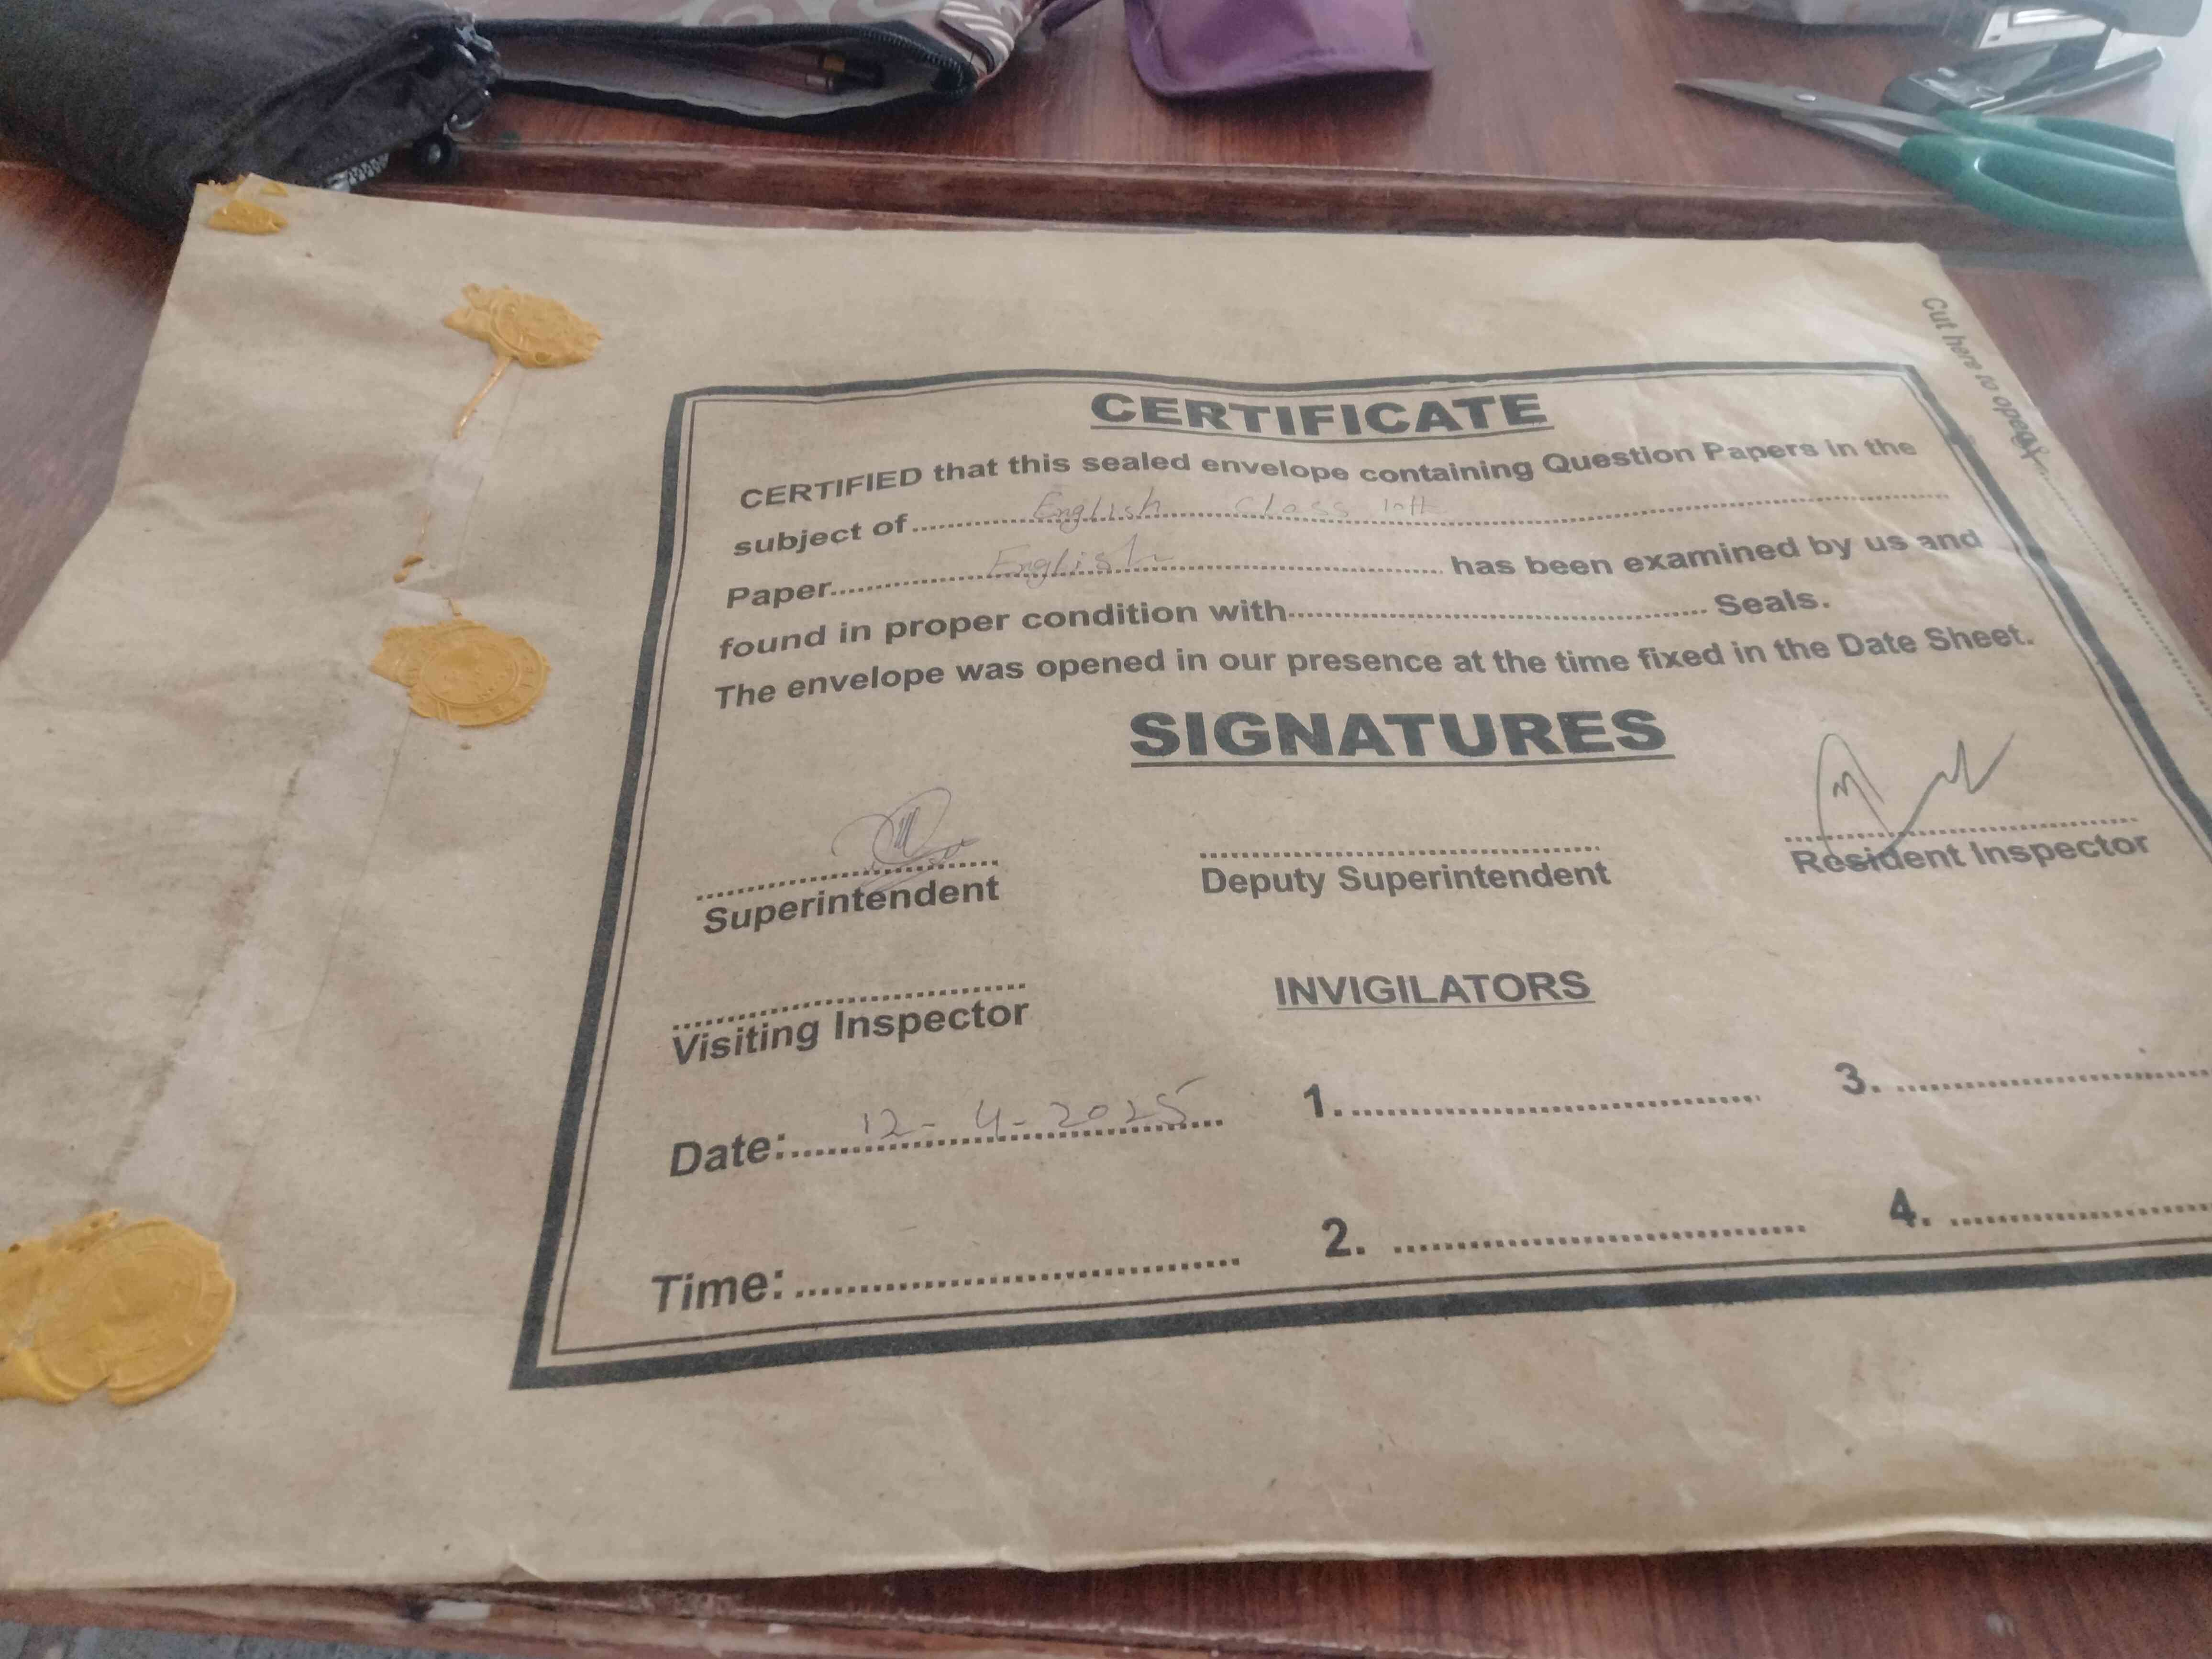 Cut here to open
CERTIFICATE
CERTIFIED that this sealed envelope containing Question Papers in the
subject of English Class 10th
Paper English has been examined by us and
found in proper condition with Seals.
The envelope was opened in our presence at the time fixed in the Date Sheet.
SIGNATURES
Superintendent Deputy Superintendent Resident Inspector
Visiting Inspector INVIGILATORS
Date: 12-4-2025 1. 3.
Time: 2. 4.